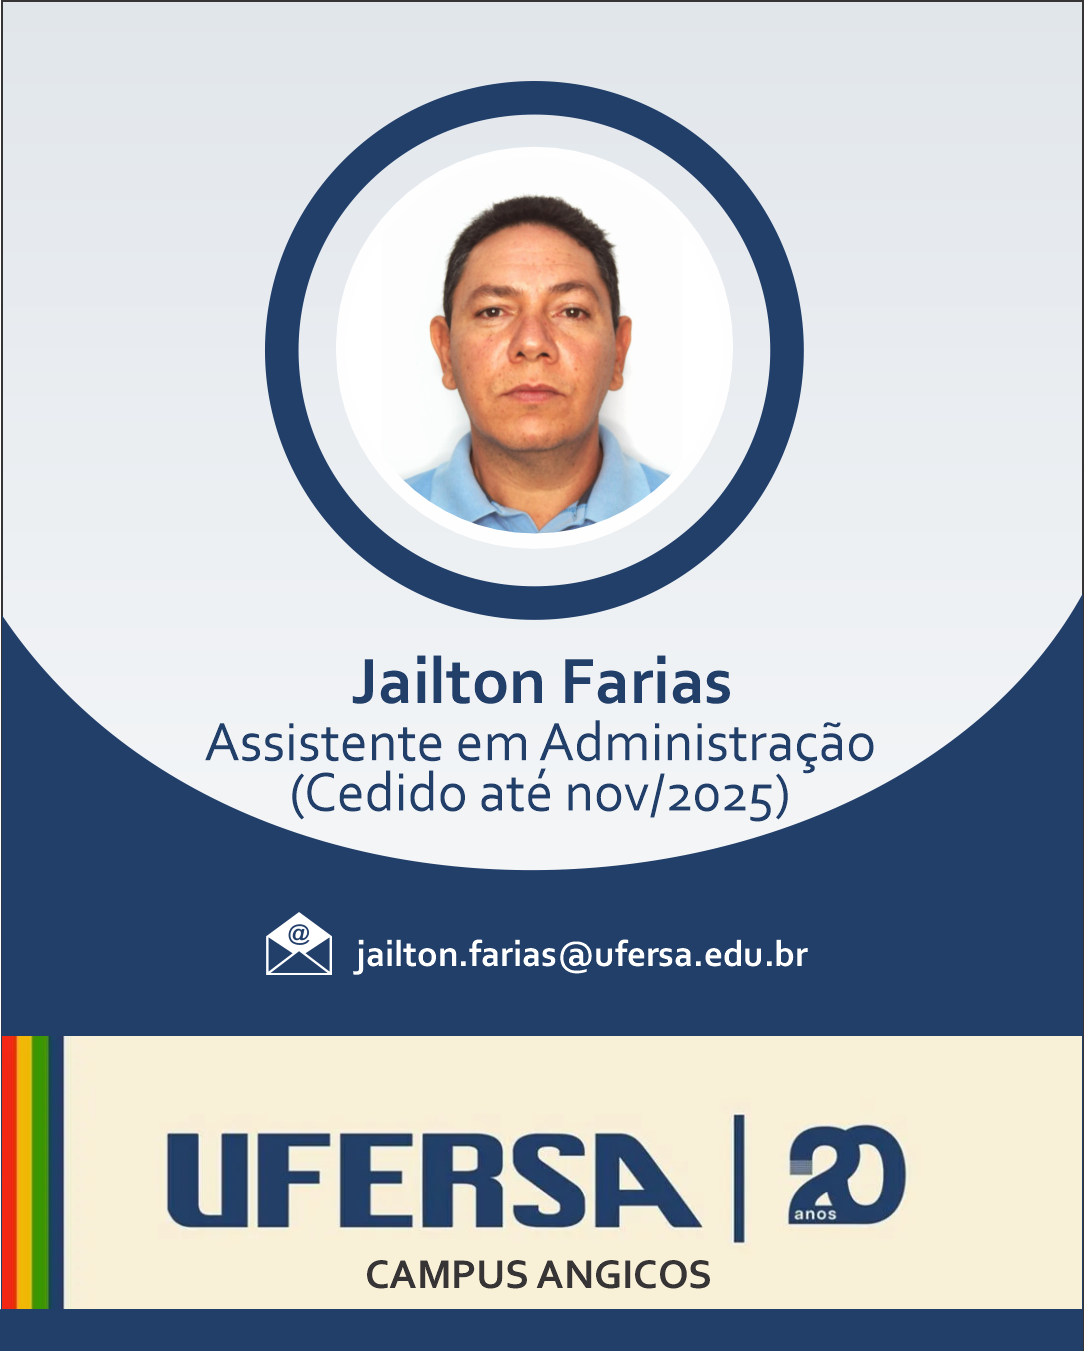 Jailton Farias
Assistente em Administração
(Cedido até nov/2025)
@
jailton.farias@ufersa.edu.br
UFERSA | 20
anos
CAMPUS ANGICOS